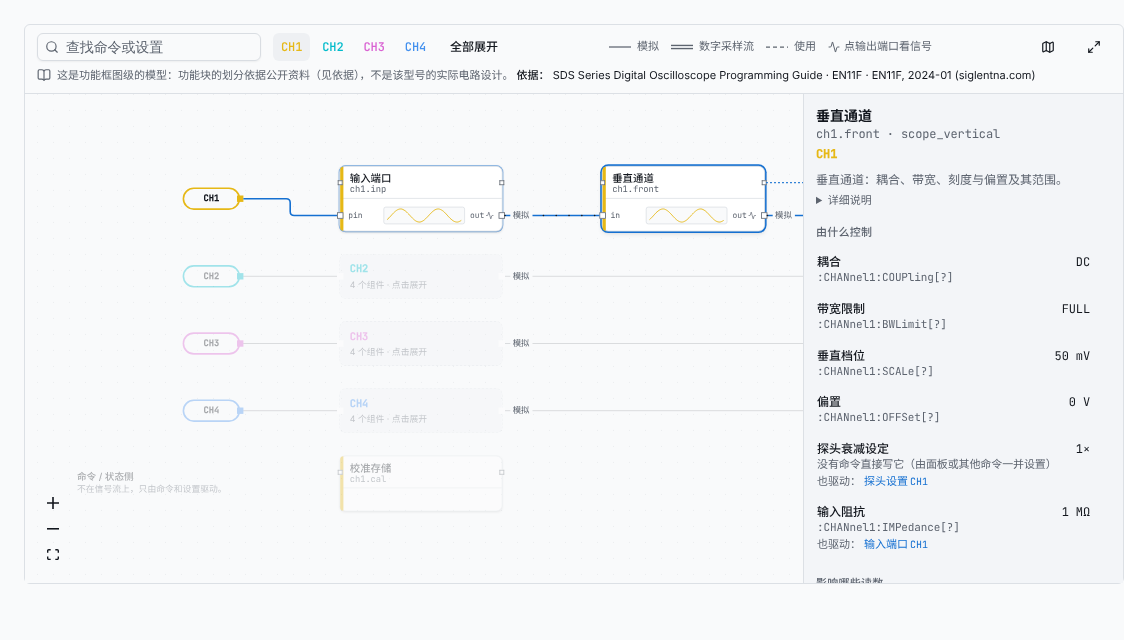 查找命令或设置
CH1 CH2 CH3 CH4 全部展开
模拟 数字采样流 使用 点输出端口看信号
这是功能框图级的模型：功能块的划分依据公开资料（见依据），不是该型号的实际电路设计。 依据： SDS Series Digital Oscilloscope Programming Guide · EN11F · EN11F, 2024-01 (siglentna.com)
CH1
输入端口
ch1.inp
pin
out
模拟
垂直通道
ch1.front
in
out
模拟
CH2
CH2
4 个组件 · 点击展开
模拟
CH3
CH3
4 个组件 · 点击展开
模拟
CH4
CH4
4 个组件 · 点击展开
模拟
校准存储
ch1.cal
命令 / 状态侧
不在信号流上，只由命令和设置驱动。
垂直通道
ch1.front · scope_vertical
CH1
垂直通道：耦合、带宽、刻度与偏置及其范围。
详细说明
由什么控制
耦合 DC
:CHANnel1:COUPling[?]
带宽限制 FULL
:CHANnel1:BWLimit[?]
垂直档位 50 mV
:CHANnel1:SCALe[?]
偏置 0 V
:CHANnel1:OFFSet[?]
探头衰减设定 1×
没有命令直接写它（由面板或其他命令一并设置）
也驱动： 探头设置 CH1
输入阻抗 1 MΩ
:CHANnel1:IMPedance[?]
也驱动： 输入端口 CH1
影响哪些读数